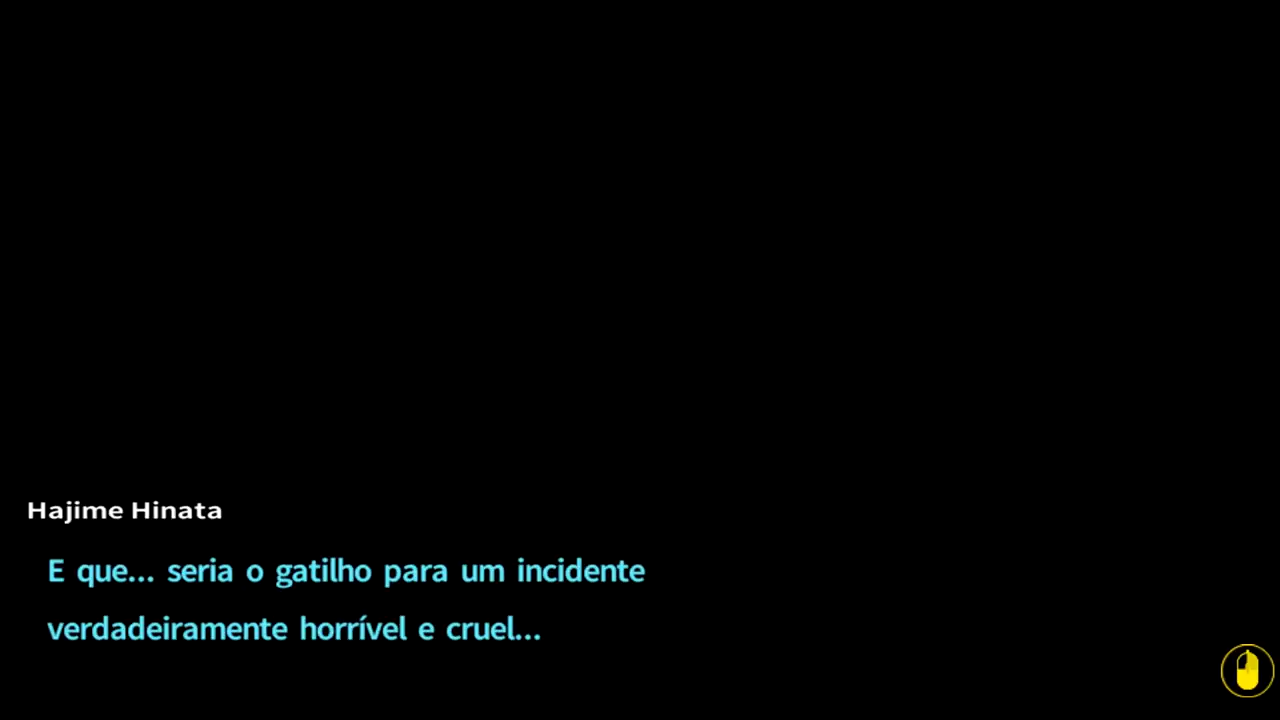 Hajime Hinata
E que... seria o gatilho para um incidente
verdadeiramente horrível e cruel...